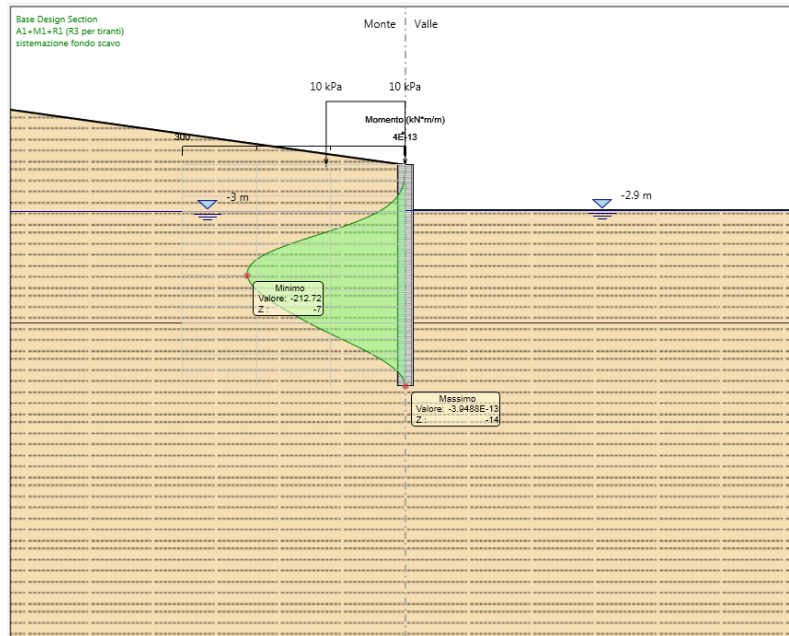 Base Design Section
A1+M1+R1 (R3 per tiranti)
sistemazione fondo scavo
Monte
Valle
10 kPa
10 kPa
Momento (kN*m/m)
300
4E-13
-3 m
-2.9 m
Minimo
Valore: -212.72
Z : -7
Massimo
Valore: -3.9488E-13
Z : -14